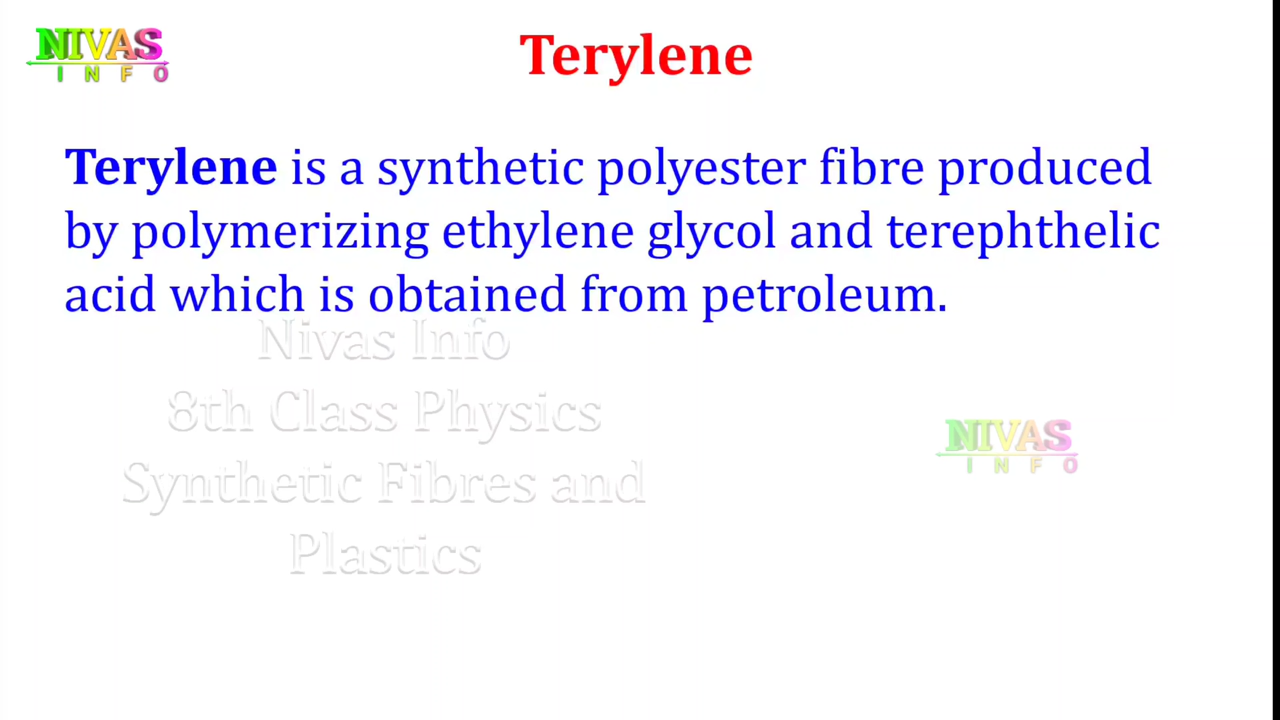 NIVAS
INFO
Terylene
Terylene is a synthetic polyester fibre produced
by polymerizing ethylene glycol and terephthelic
acid which is obtained from petroleum.
Nivas Info
8th Class Physics
Synthetic Fibres and
Plastics
NIVAS
INFO